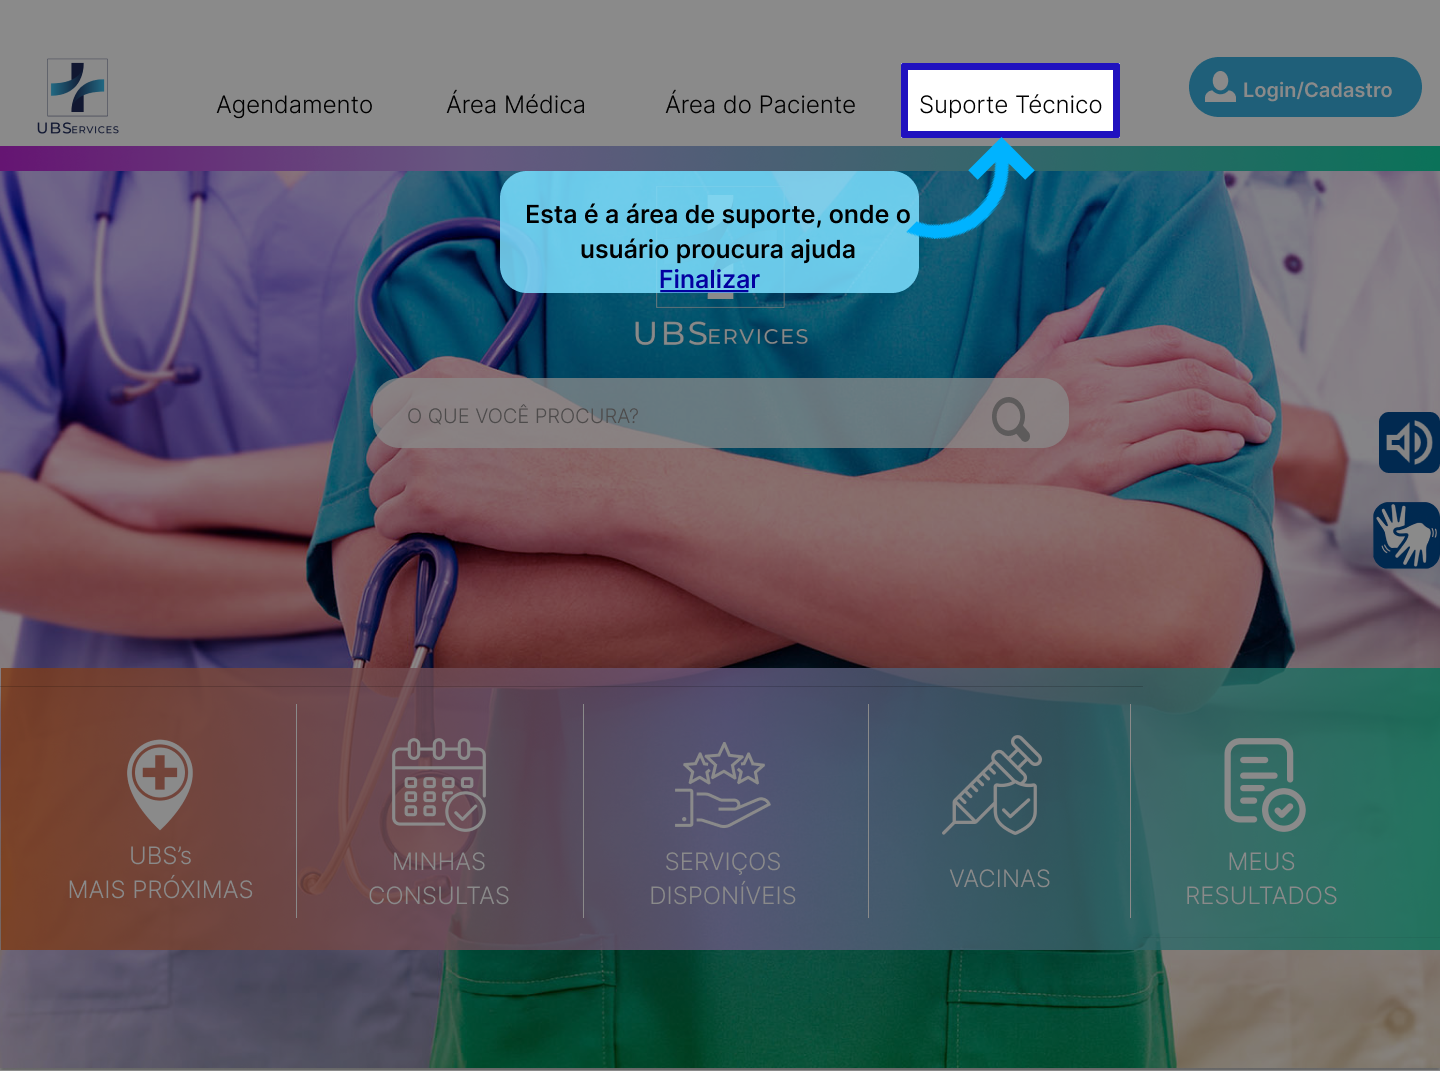 UBSERVICES
Agendamento
Área Médica
Área do Paciente
Suporte Técnico
Login/Cadastro
Esta é a área de suporte, onde o
usuário proucura ajuda
Finalizar
UBSERVICES
O QUE VOCÊ PROCURA?
UBS’s
MAIS PRÓXIMAS
MINHAS
CONSULTAS
SERVIÇOS
DISPONÍVEIS
VACINAS
MEUS
RESULTADOS